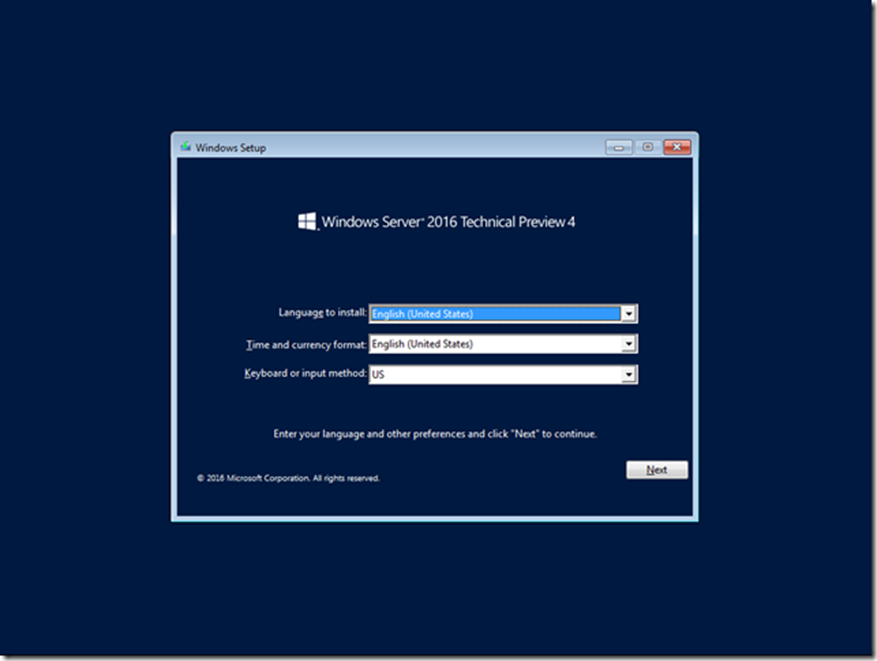 Windows Setup
Windows Server® 2016 Technical Preview 4
Language to install: English (United States)
Time and currency format: English (United States)
Keyboard or input method: US
Enter your language and other preferences and click "Next" to continue.
Next
© 2016 Microsoft Corporation. All rights reserved.